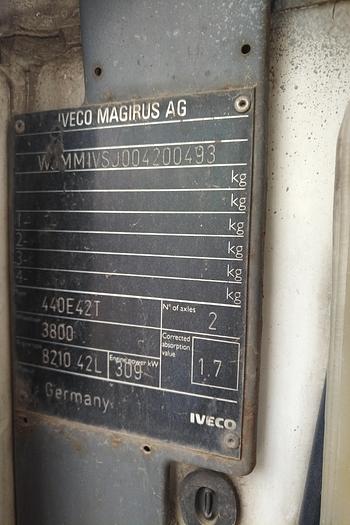 IVECO MAGIRUS AG
WJMM1VSJ004200493
kg
kg
1- kg
2- kg
3- kg
4- kg
440E42T N° of axles 2
3800
8210 42L Engine power kW 309 Corrected absorption value 1.7
Germany
IVECO